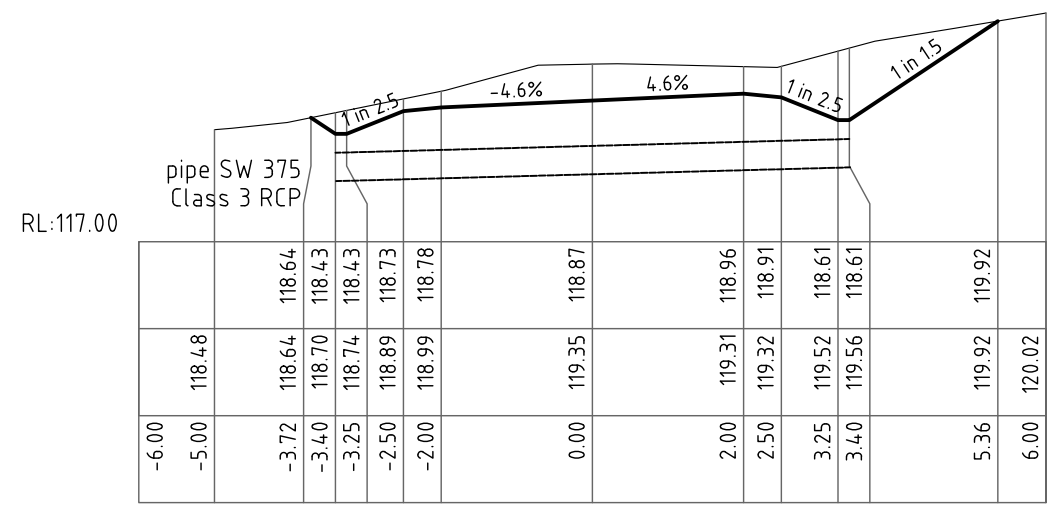 1 in 2.5
-4.6%
4.6%
1 in 2.5
1 in 1.5
pipe SW 375
Class 3 RCP
RL:117.00
118.64 118.43 118.43 118.73 118.78 118.87 118.96 118.91 118.61 118.61 119.92
118.48 118.64 118.70 118.74 118.89 118.99 119.35 119.31 119.32 119.52 119.56 119.92 120.02
-6.00 -5.00 -3.72 -3.40 -3.25 -2.50 -2.00 0.00 2.00 2.50 3.25 3.40 5.36 6.00